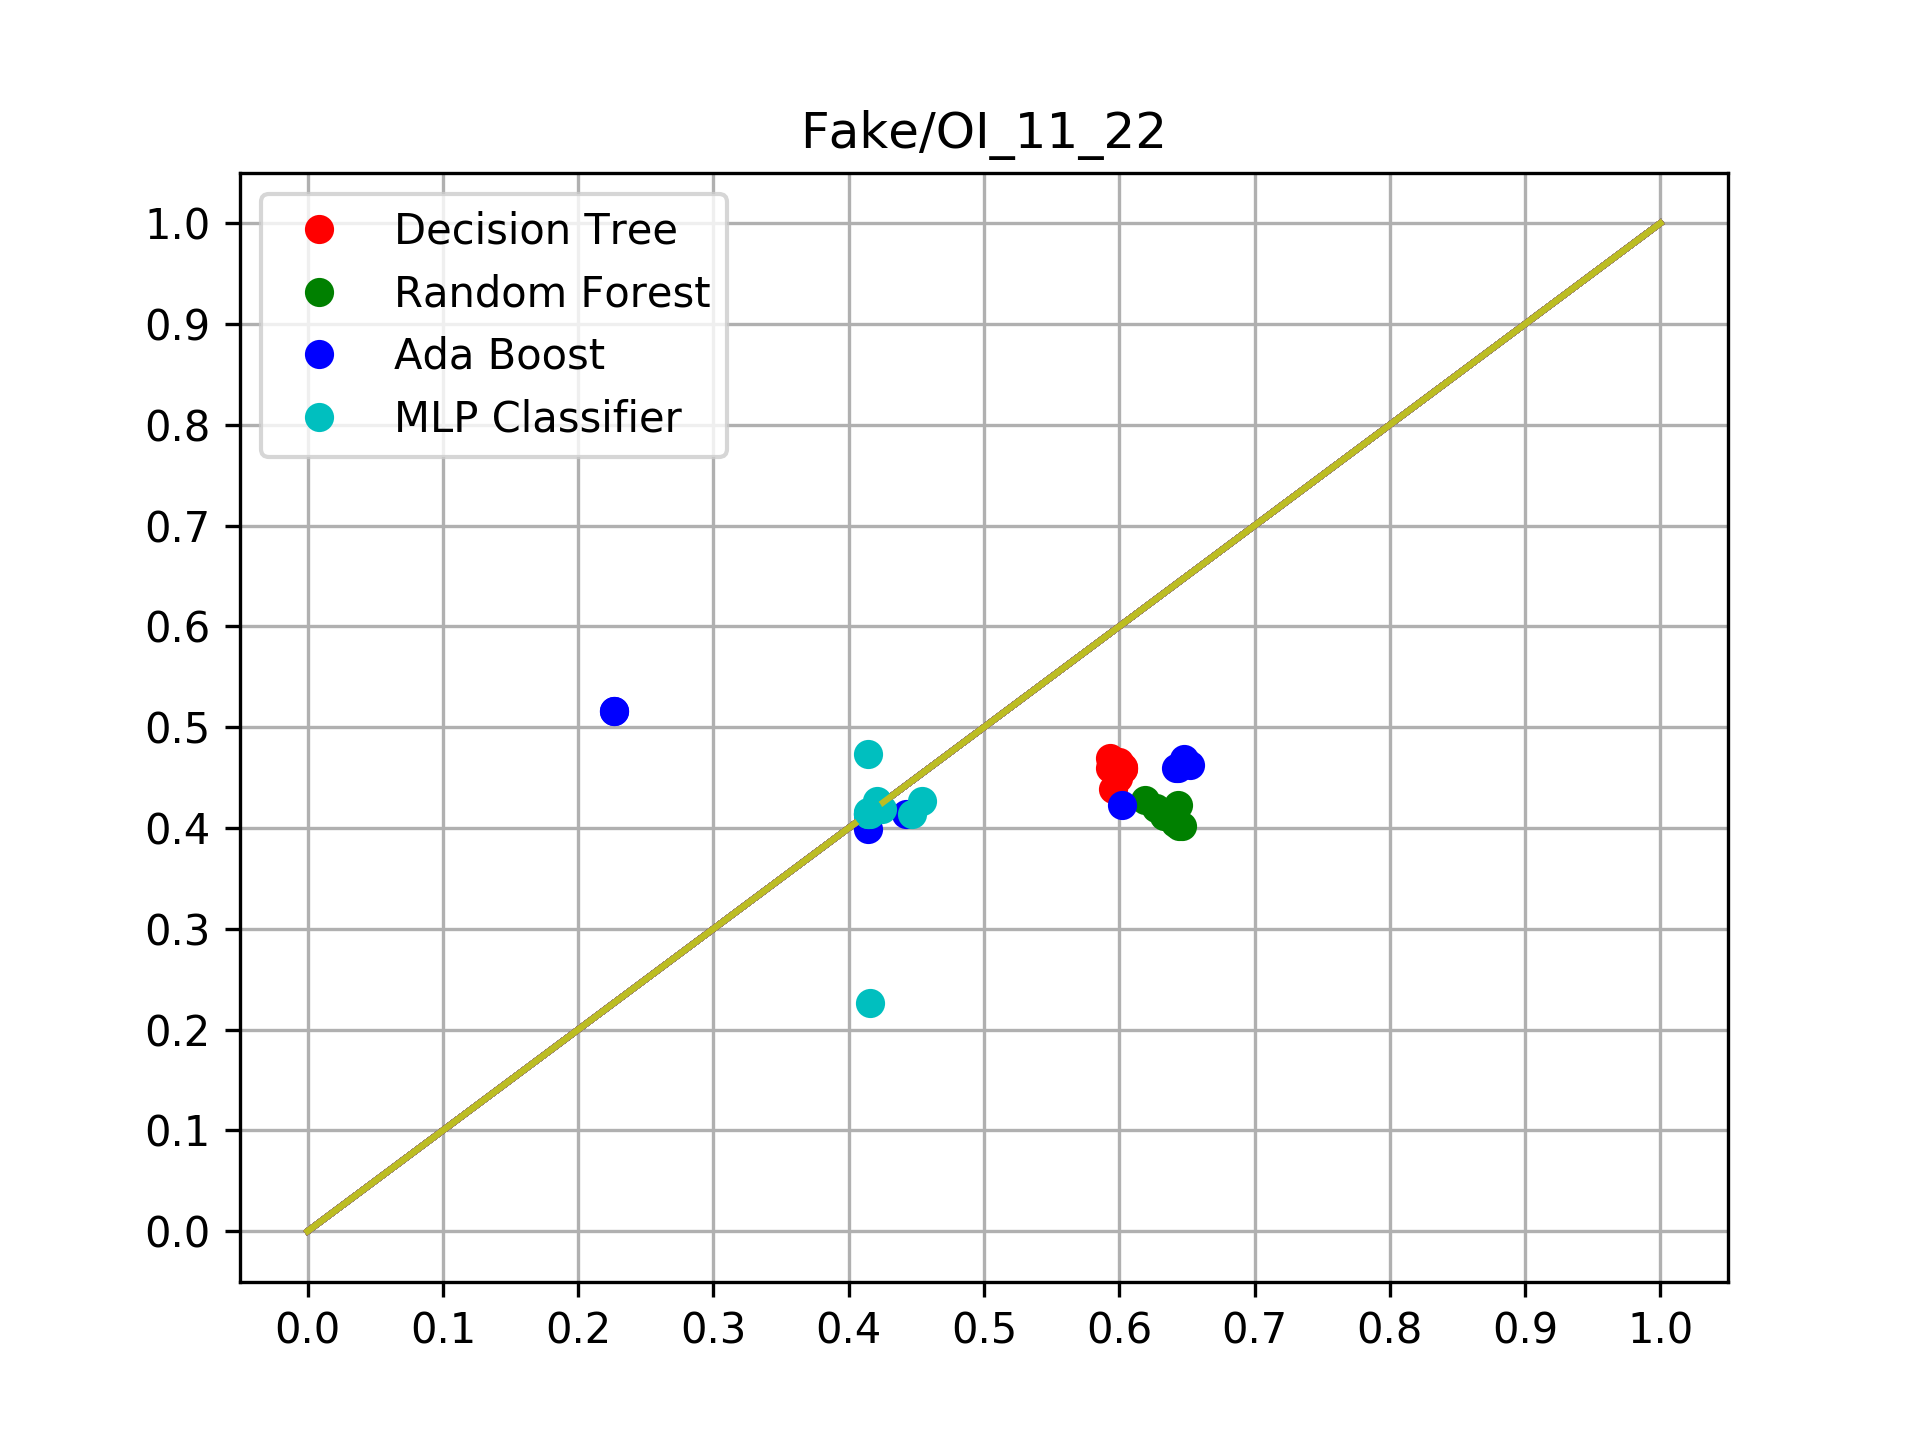 Fake/OI_11_22
Decision Tree
Random Forest
Ada Boost
MLP Classifier
1.0
0.9
0.8
0.7
0.6
0.5
0.4
0.3
0.2
0.1
0.0
0.0 0.1 0.2 0.3 0.4 0.5 0.6 0.7 0.8 0.9 1.0